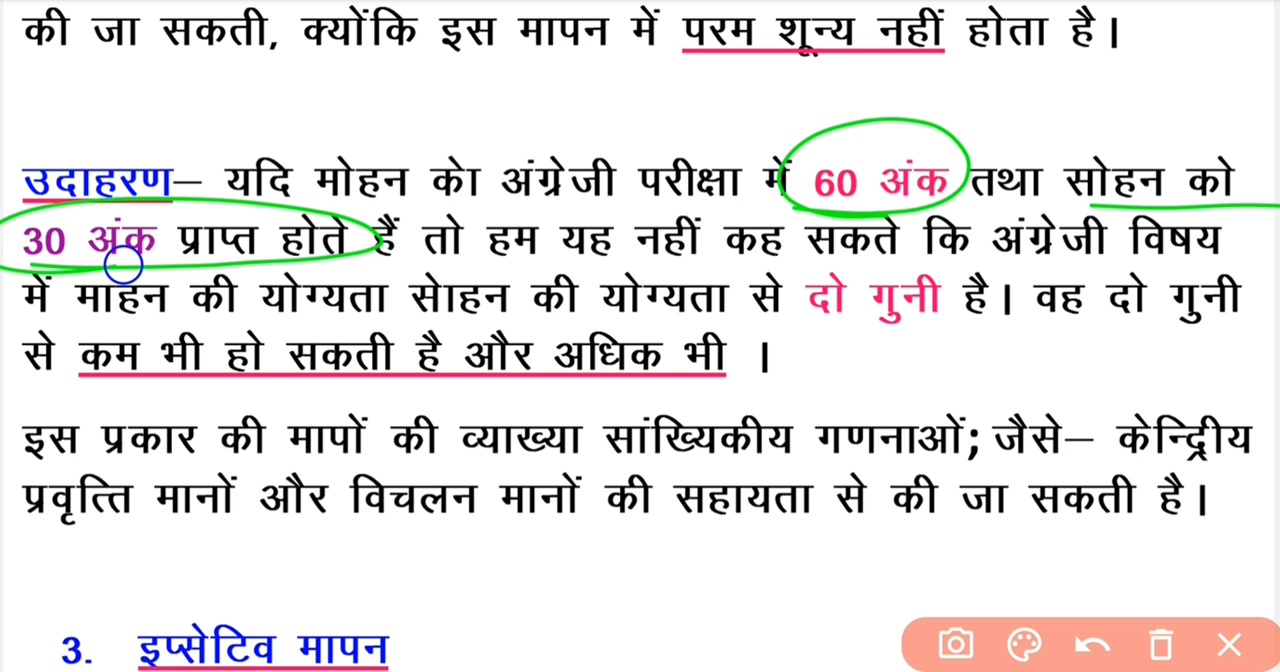 की जा सकती, क्योंकि इस मापन में परम शून्य नहीं होता है।
उदाहरण– यदि मोहन केा अंग्रेजी परीक्षा में 60 अंक तथा सोहन को
30 अंक प्राप्त होते हैं तो हम यह नहीं कह सकते कि अंग्रेजी विषय
में मोहन की योग्यता सेाहन की योग्यता से दो गुनी है। वह दो गुनी
से कम भी हो सकती है और अधिक भी ।
इस प्रकार की मापों की व्याख्या सांख्यिकीय गणनाओं; जैसे– केन्द्रीय
प्रवृत्ति मानों और विचलन मानों की सहायता से की जा सकती है।
3. इप्सेटिव मापन